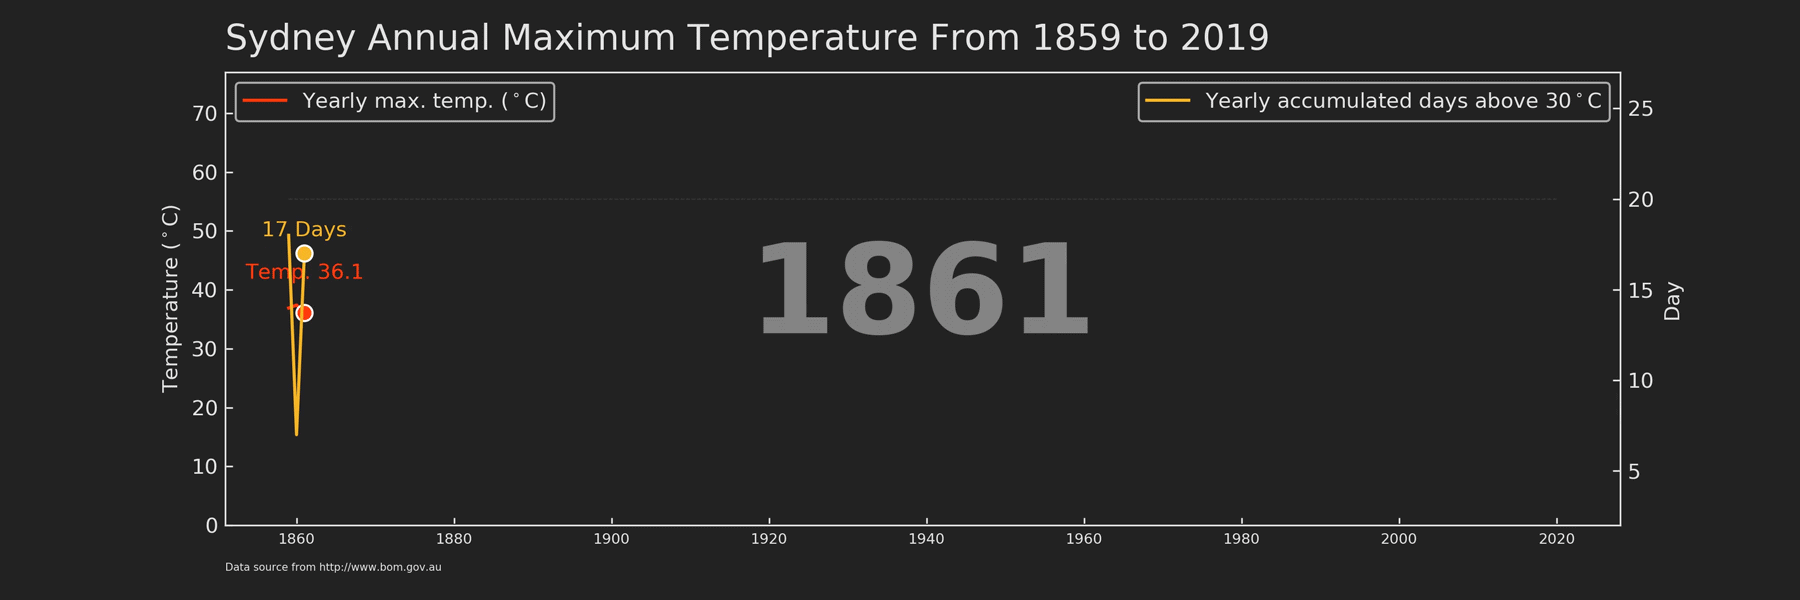 Sydney Annual Maximum Temperature From 1859 to 2019
Yearly max. temp. (°C)
Yearly accumulated days above 30°C
Temperature (°C)
70
60
50
40
30
20
10
0
17 Days
Temp. 36.1
1861
25
20
15
10
5
Day
1860 1880 1900 1920 1940 1960 1980 2000 2020
Data source from http://www.bom.gov.au